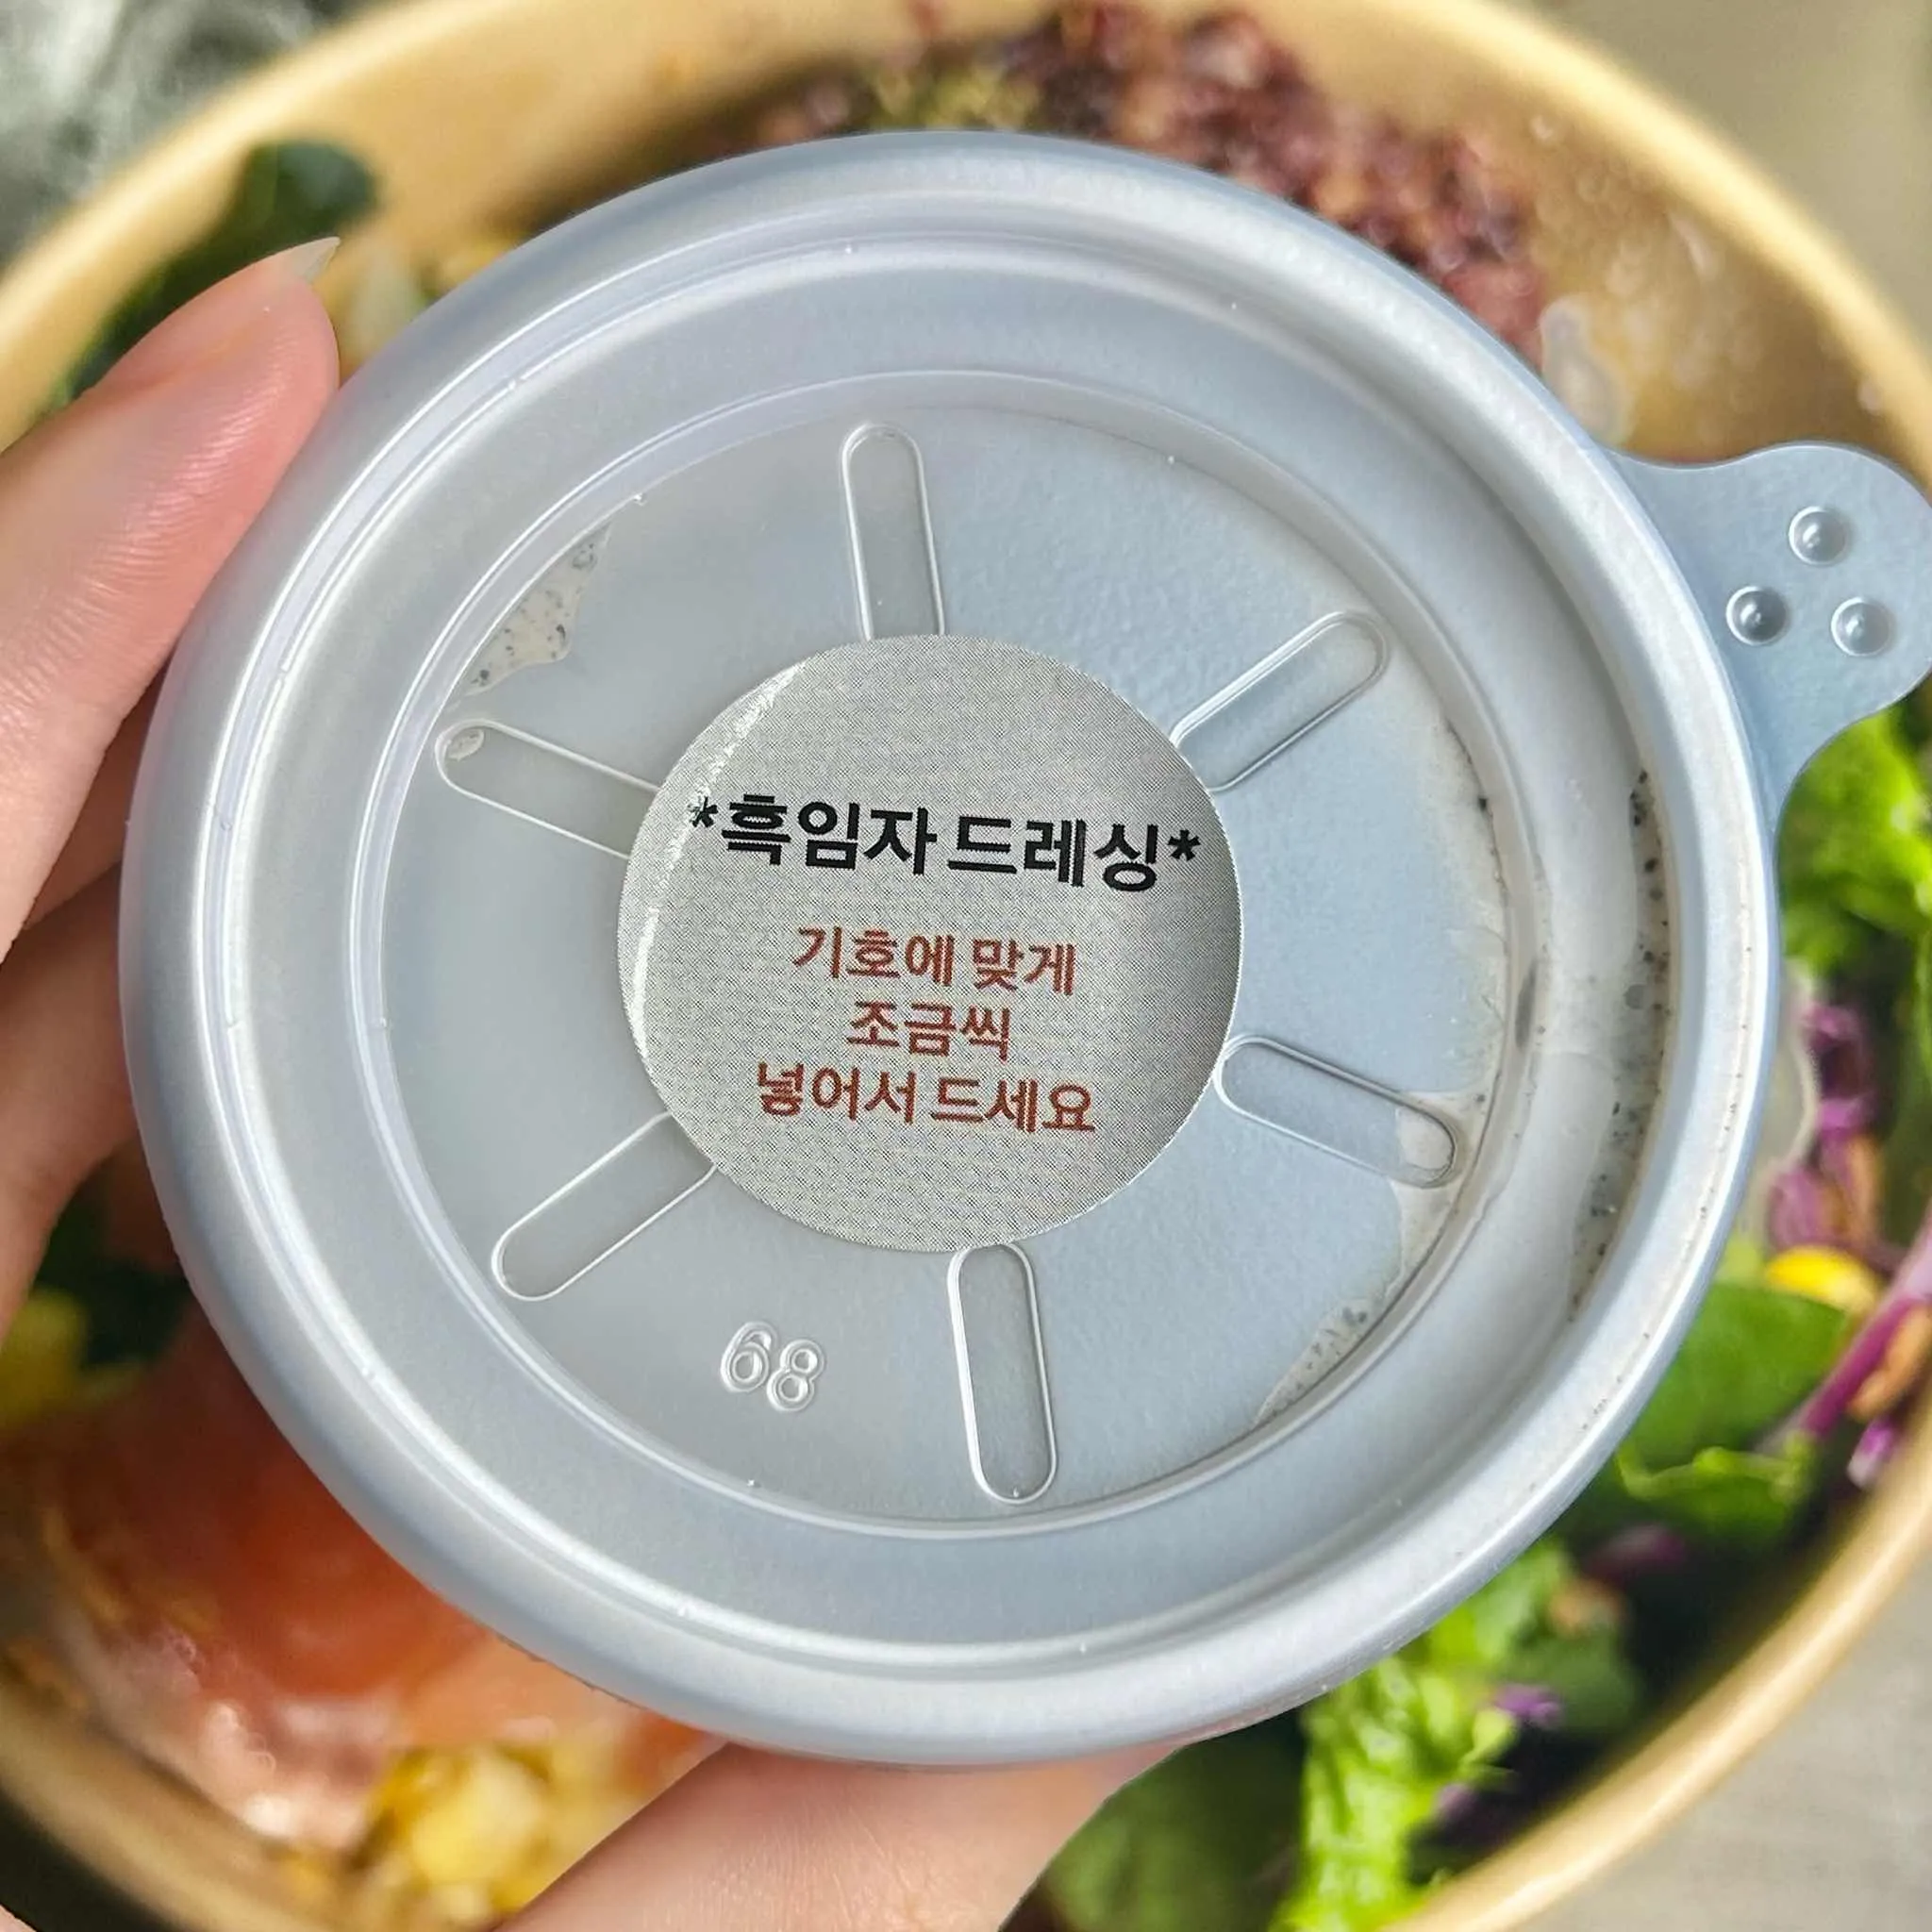 *흑임자 드레싱*
기호에 맞게
조금씩
넣어서 드세요
68